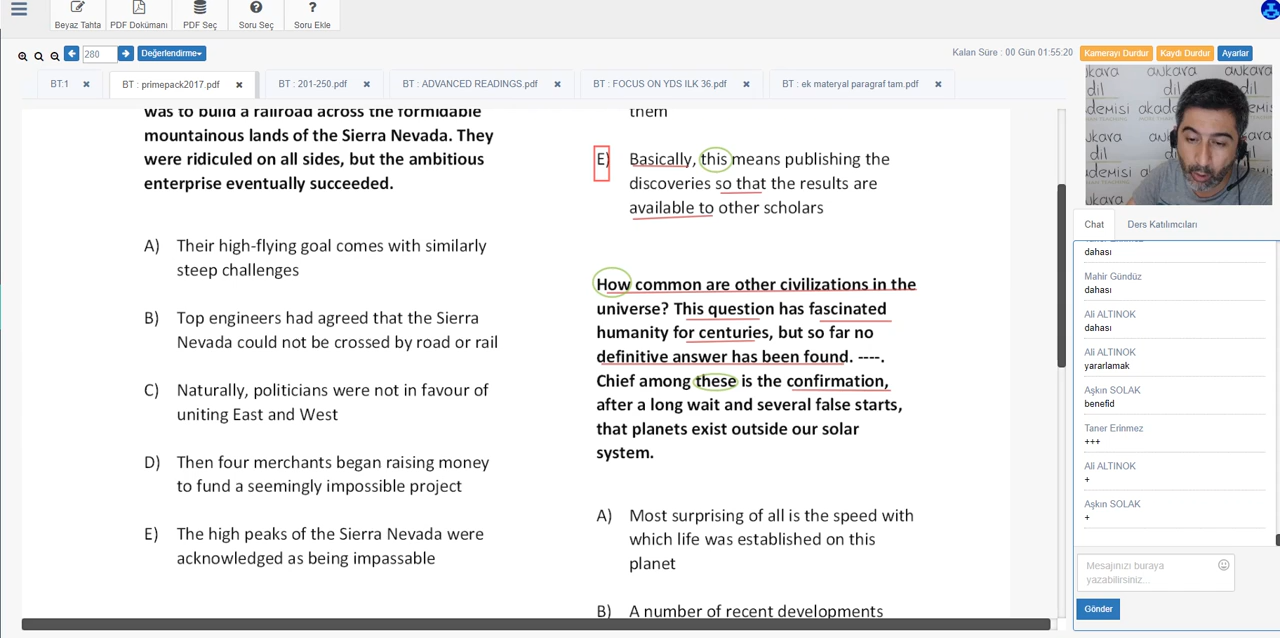 Beyaz Tahta
PDF Dokümanı
PDF Seç
Soru Seç
Soru Ekle
280
Değerlendirme
Kalan Süre : 00 Gün 01:55:20
Kamerayı Durdur
Kaydı Durdur
Ayarlar
BT:1
BT : primepack2017.pdf
BT : 201-250.pdf
BT : ADVANCED READINGS.pdf
BT : FOCUS ON YDS ILK 36.pdf
BT : ek materyal paragraf tam.pdf
was to build a railroad across the formidable
mountainous lands of the Sierra Nevada. They
were ridiculed on all sides, but the ambitious
enterprise eventually succeeded.
A) Their high-flying goal comes with similarly
steep challenges
B) Top engineers had agreed that the Sierra
Nevada could not be crossed by road or rail
C) Naturally, politicians were not in favour of
uniting East and West
D) Then four merchants began raising money
to fund a seemingly impossible project
E) The high peaks of the Sierra Nevada were
acknowledged as being impassable
them
E) Basically, this means publishing the
discoveries so that the results are
available to other scholars
How common are other civilizations in the
universe? This question has fascinated
humanity for centuries, but so far no
definitive answer has been found. ----.
Chief among these is the confirmation,
after a long wait and several false starts,
that planets exist outside our solar
system.
A) Most surprising of all is the speed with
which life was established on this
planet
B) A number of recent developments
Chat
Ders Katılımcıları
Taner Erinmez
dahası
Mahir Gündüz
dahası
Ali ALTINOK
dahası
Ali ALTINOK
yararlamak
Aşkın SOLAK
benefid
Taner Erinmez
+++
Ali ALTINOK
+
Aşkın SOLAK
+
Mesajınızı buraya
yazabilirsiniz...
Gönder